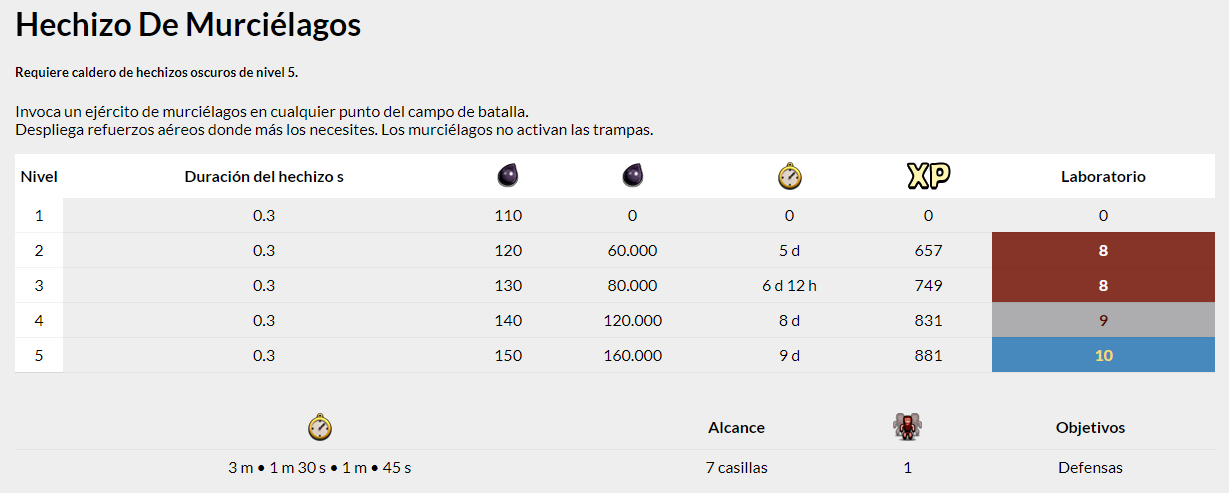 Hechizo De Murciélagos
Requiere caldero de hechizos oscuros de nivel 5.
Invoca un ejército de murciélagos en cualquier punto del campo de batalla.
Despliega refuerzos aéreos donde más los necesites. Los murciélagos no activan las trampas.
Nivel Duración del hechizo s XP Laboratorio
1 0.3 110 0 0 0 0
2 0.3 120 60.000 5 d 657 8
3 0.3 130 80.000 6 d 12 h 749 8
4 0.3 140 120.000 8 d 831 9
5 0.3 150 160.000 9 d 881 10
Alcance Objetivos
3 m • 1 m 30 s • 1 m • 45 s 7 casillas 1 Defensas